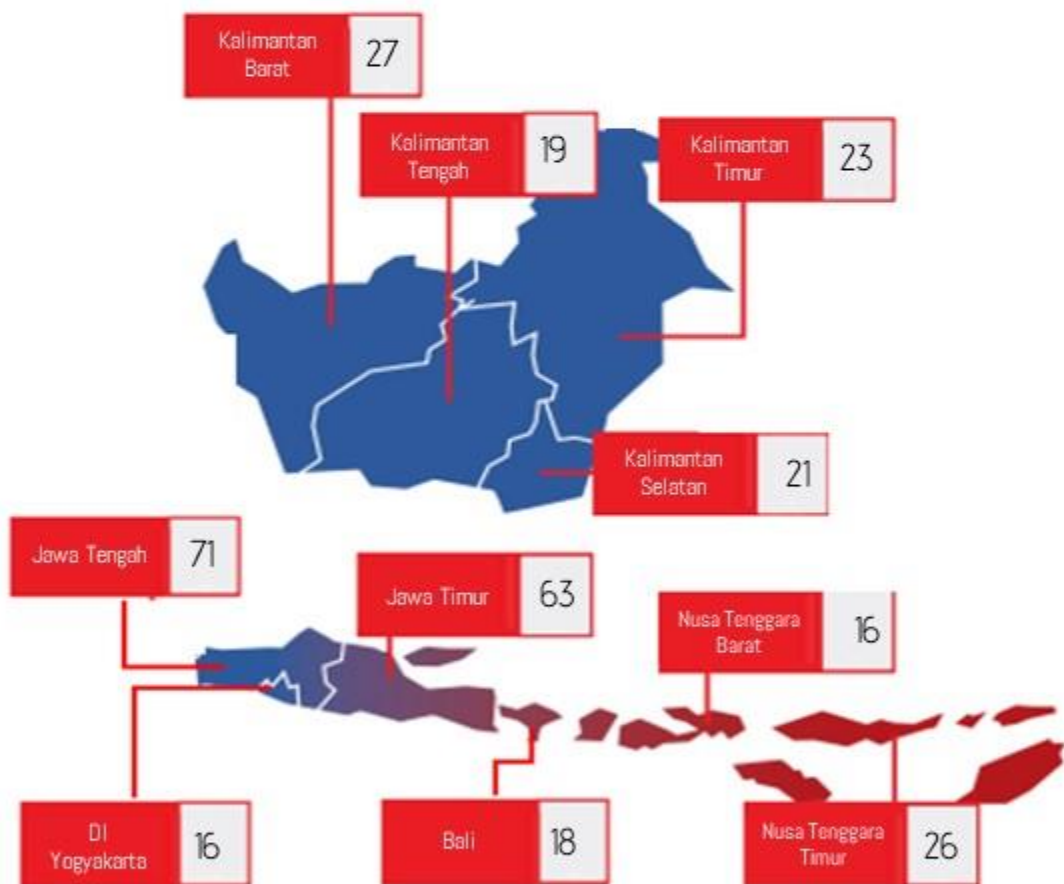 Kalimantan
Barat
27
Kalimantan
Tengah
19
Kalimantan
Timur
23
Kalimantan
Selatan
21
Jawa Tengah
71
Jawa Timur
63
Nusa Tenggara
Barat
16
DI
Yogyakarta
16
Bali
18
Nusa Tenggara
Timur
26